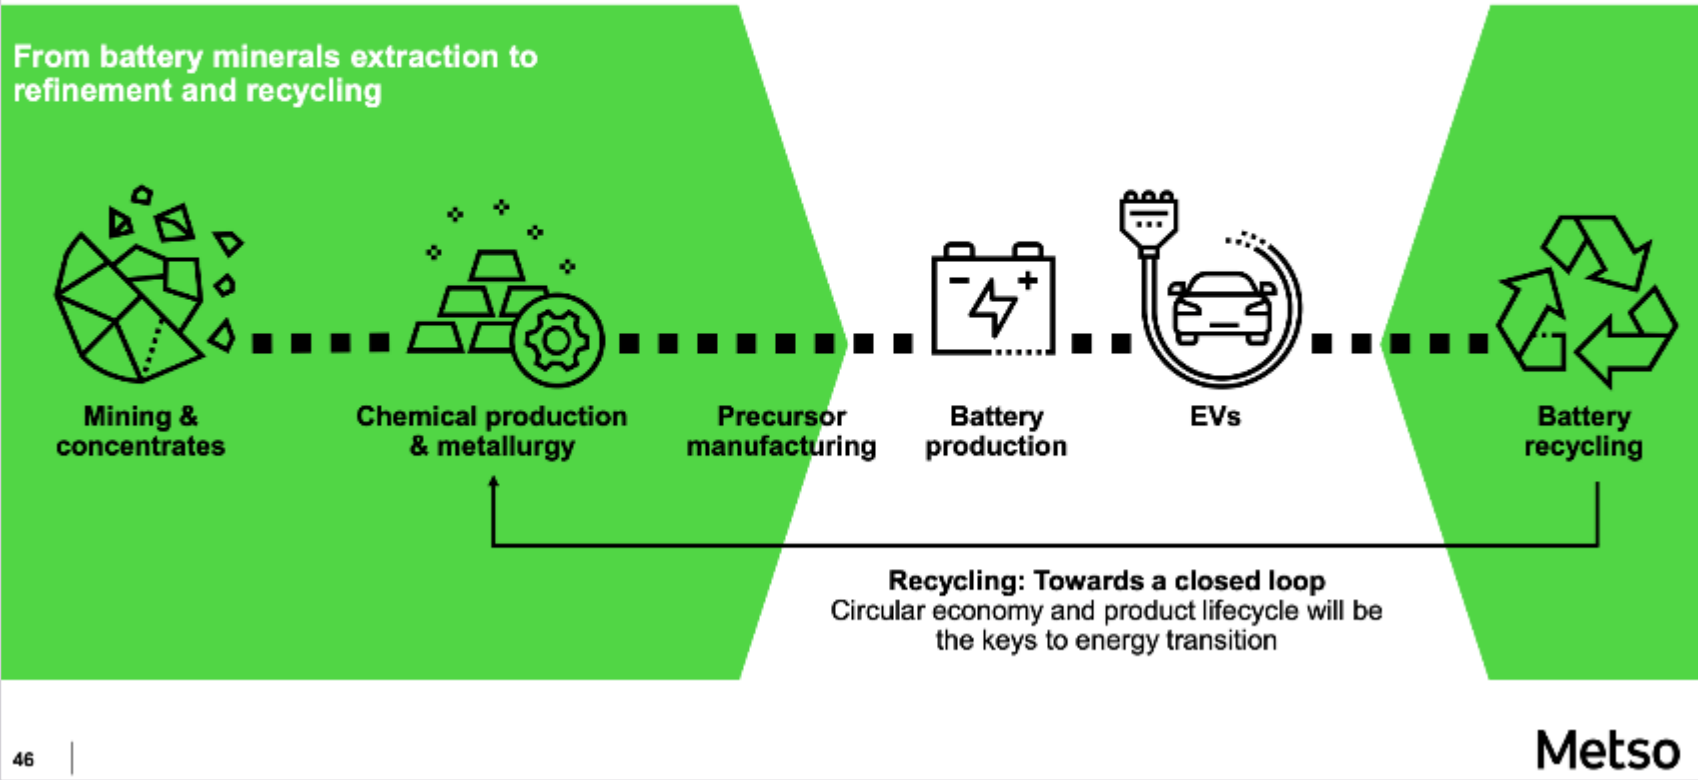 From battery minerals extraction to
refinement and recycling
Mining &
concentrates
Chemical production
& metallurgy
Precursor
manufacturing
Battery
production
EVs
Battery
recycling
Recycling: Towards a closed loop
Circular economy and product lifecycle will be
the keys to energy transition
46
Metso